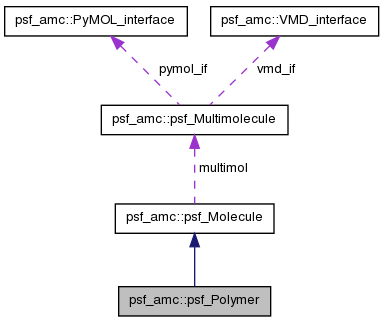 psf_amc::PyMOL_interface
psf_amc::VMD_interface
pymol_if
vmd_if
psf_amc::psf_Multimolecule
multimol
psf_amc::psf_Molecule
psf_amc::psf_Polymer